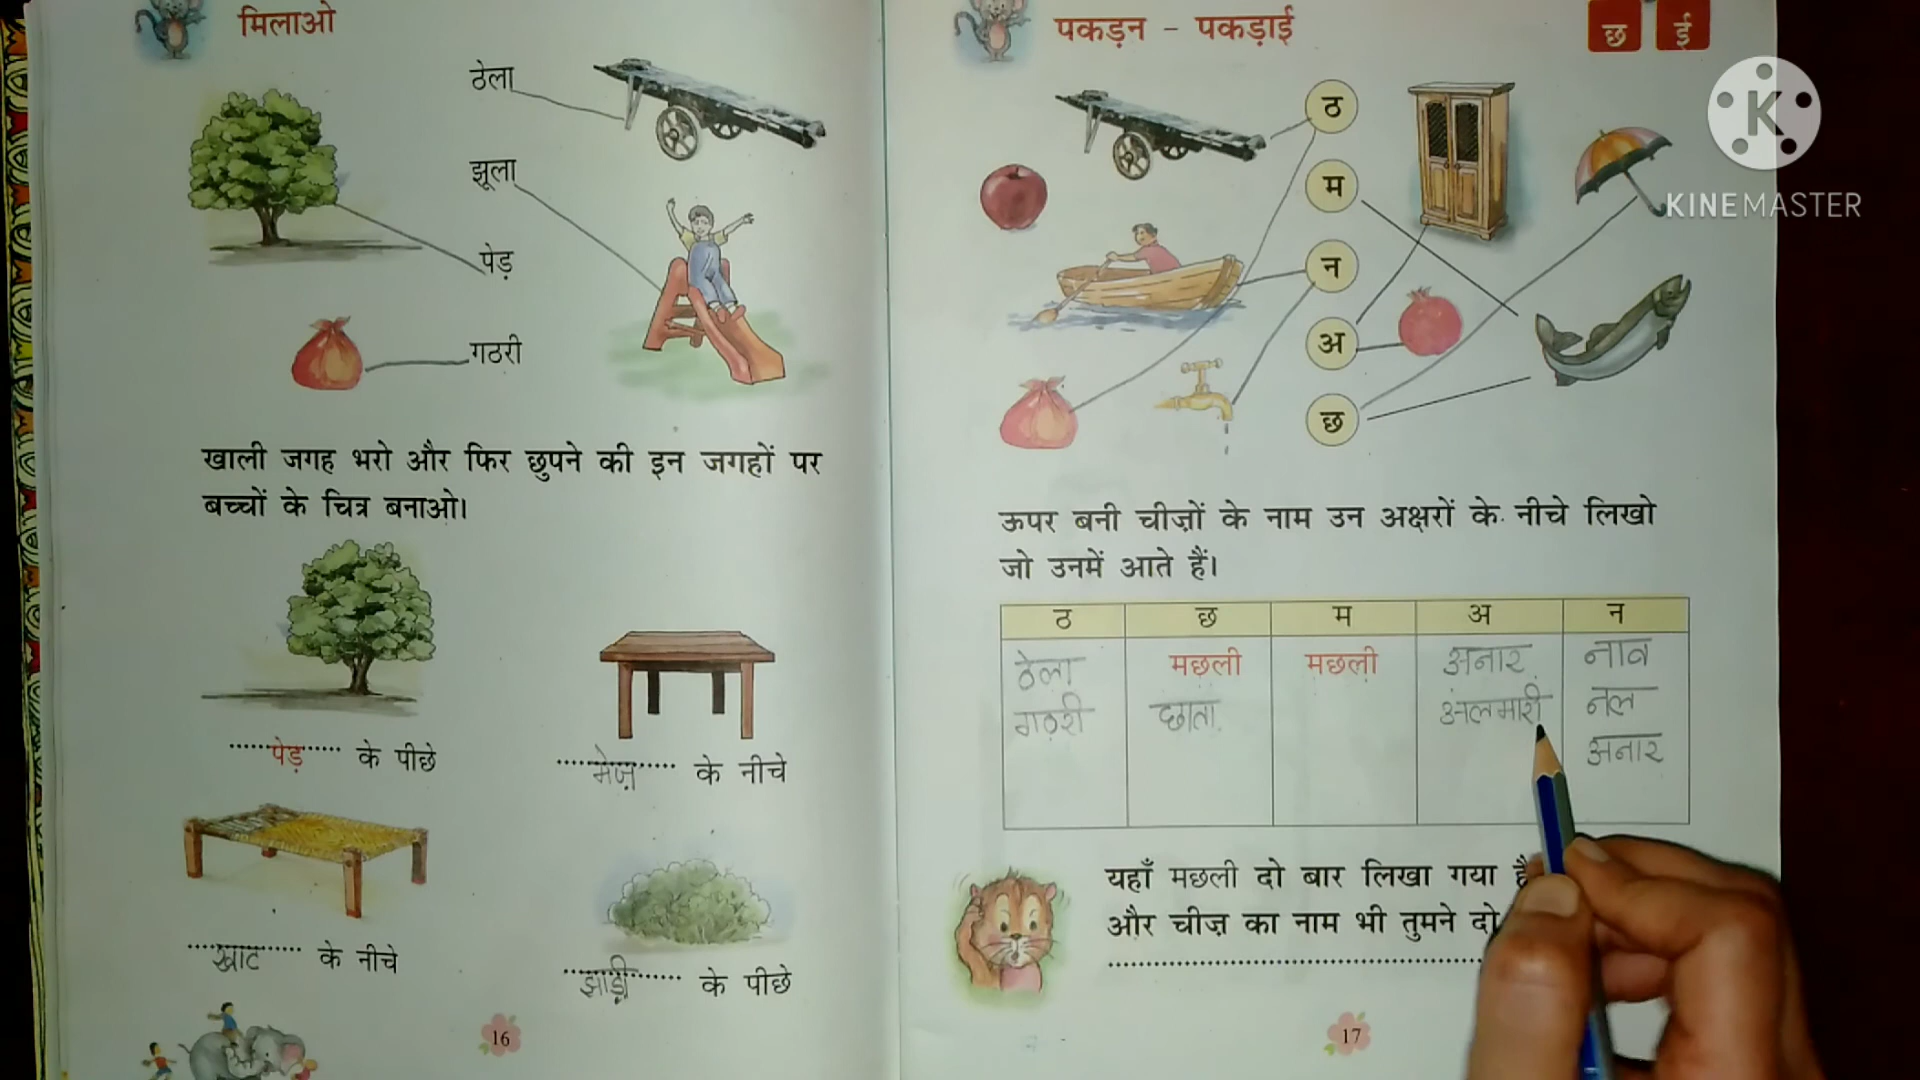 मिलाओ
ठेला
झूला
पेड़
गठरी
खाली जगह भरो और फिर छुपने की इन जगहों पर
बच्चों के चित्र बनाओ।
पेड़ के पीछे
मेज़ के नीचे
खाट के नीचे
झाड़ी के पीछे
16
पकड़न - पकड़ाई
छ ई
ठ
म
न
अ
छ
K
KINEMASTER
ऊपर बनी चीज़ों के नाम उन अक्षरों के नीचे लिखो
जो उनमें आते हैं।
ठ छ म अ न
ठेला मछली मछली अनार नाव
गठरी छाता अलमारी नल
अनार
यहाँ मछली दो बार लिखा गया है
और चीज़ का नाम भी तुमने दो
17